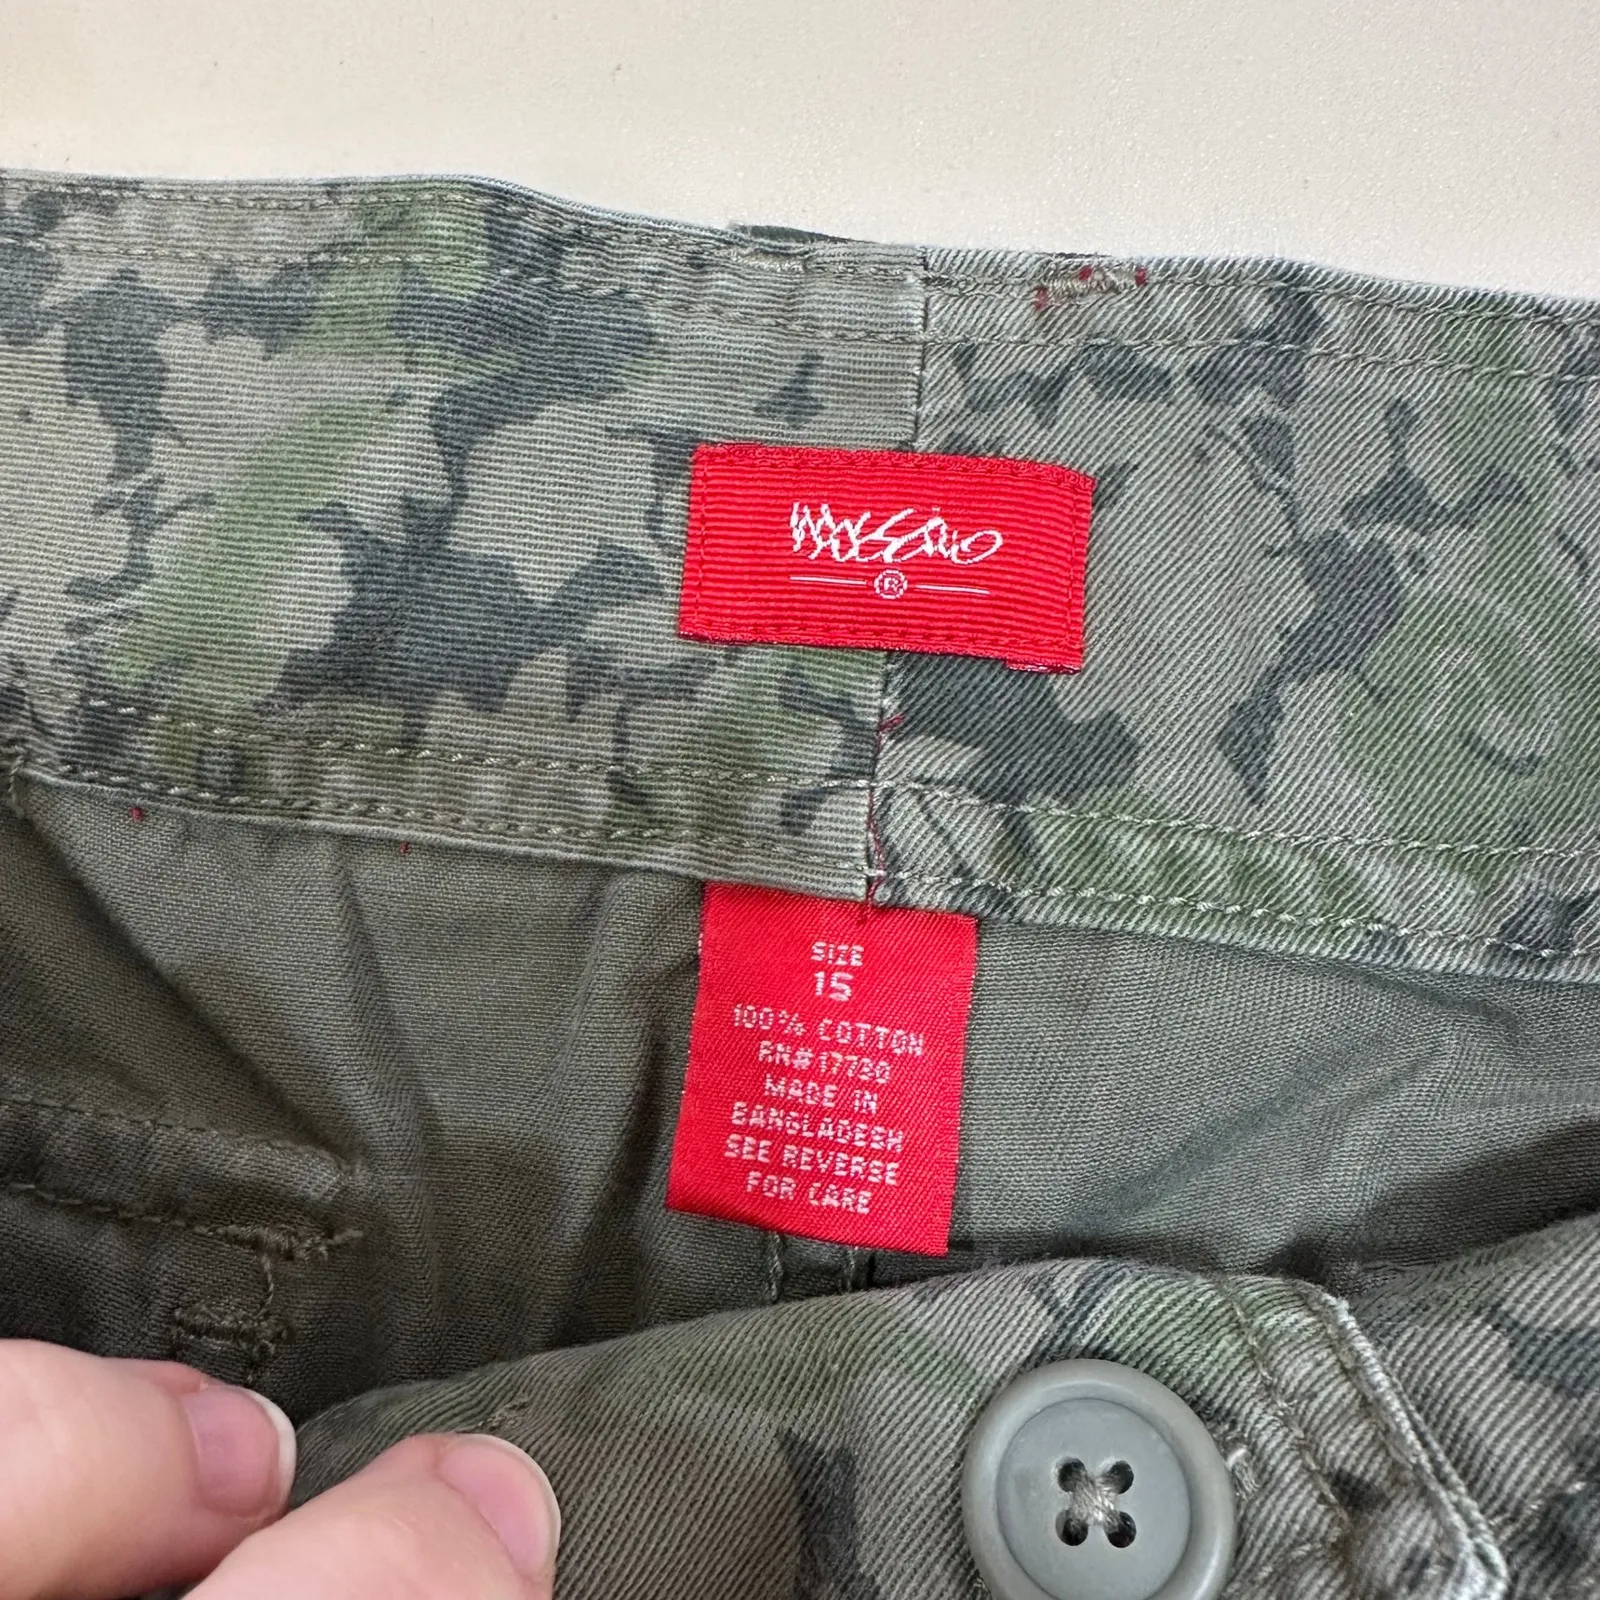 Mossimo
®
SIZE
15
100% COTTON
RN#17730
MADE IN
BANGLADESH
SEE REVERSE
FOR CARE